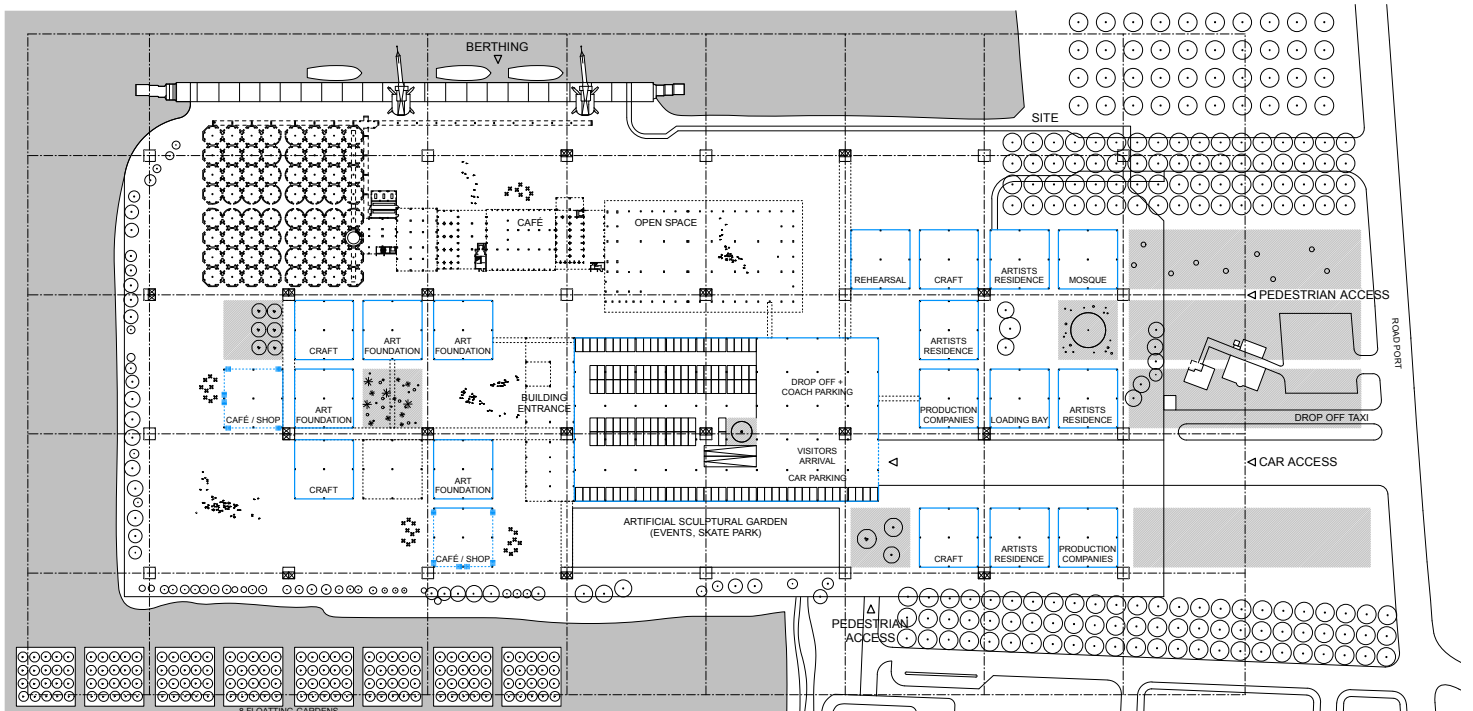 BERTHING
SITE
CAFÉ
OPEN SPACE
REHEARSAL
CRAFT
ARTISTS
RESIDENCE
MOSQUE
PEDESTRIAN ACCESS
ROAD PORT
CRAFT
ART
FOUNDATION
ART
FOUNDATION
ARTISTS
RESIDENCE
CAFÉ / SHOP
ART
FOUNDATION
BUILDING
ENTRANCE
DROP OFF +
COACH PARKING
PRODUCTION
COMPANIES
LOADING BAY
ARTISTS
RESIDENCE
DROP OFF TAXI
VISITORS
ARRIVAL
CAR PARKING
CAR ACCESS
CRAFT
ART
FOUNDATION
CAFÉ / SHOP
ARTIFICIAL SCULPTURAL GARDEN
(EVENTS, SKATE PARK)
CRAFT
ARTISTS
RESIDENCE
PRODUCTION
COMPANIES
PEDESTRIAN
ACCESS
8 FLOATTING GARDENS